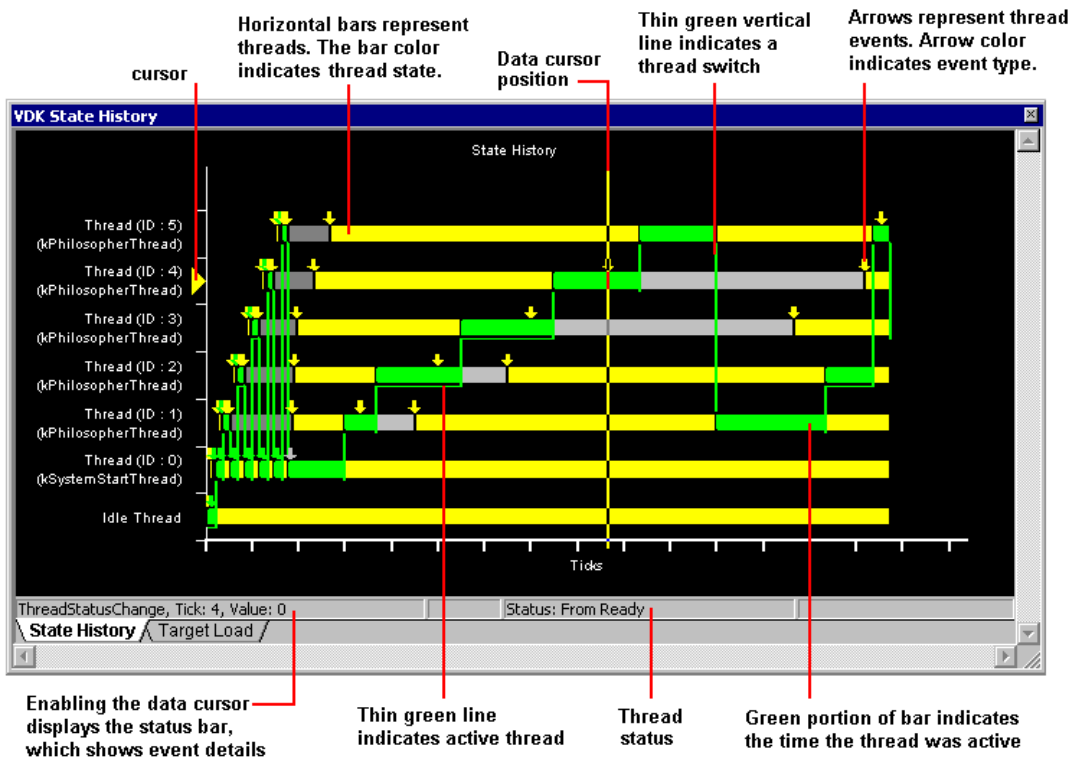 Horizontal bars represent
threads. The bar color
indicates thread state.
Thin green vertical
line indicates a
thread switch
Arrows represent thread
events. Arrow color
indicates event type.
cursor
Data cursor
position
VDK State History
State History
Thread (ID : 5)
(kPhilosopherThread)
Thread (ID : 4)
(kPhilosopherThread)
Thread (ID : 3)
(kPhilosopherThread)
Thread (ID : 2)
(kPhilosopherThread)
Thread (ID : 1)
(kPhilosopherThread)
Thread (ID : 0)
(kSystemStartThread)
Idle Thread
Ticks
ThreadStatusChange, Tick: 4, Value: 0
Status: From Ready
State History
Target Load
Enabling the data cursor
displays the status bar,
which shows event details
Thin green line
indicates active thread
Thread
status
Green portion of bar indicates
the time the thread was active